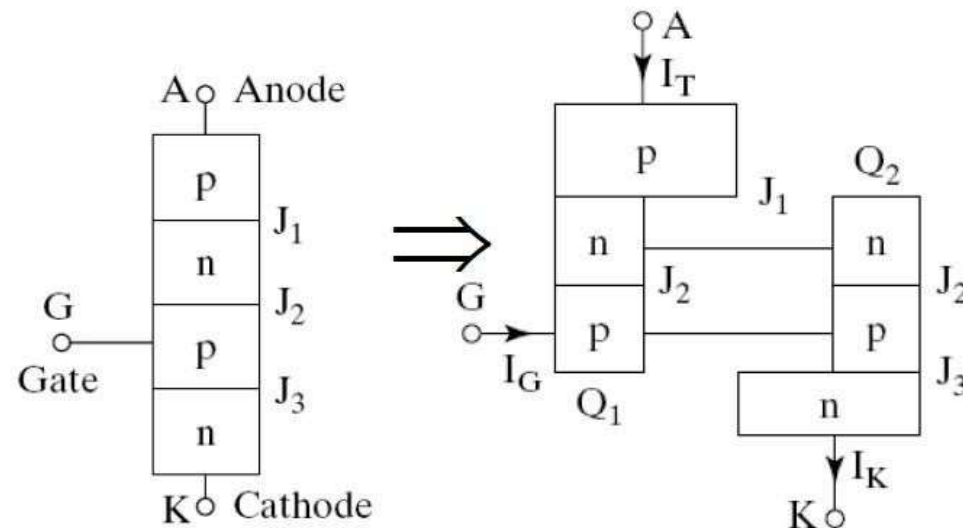 A Anode
p
J1
n
J2
G
p
Gate
J3
n
K Cathode
A
IT
p
Q2
J1
n
n
G
J2
J2
p
p
IG
J3
Q1
n
IK
K